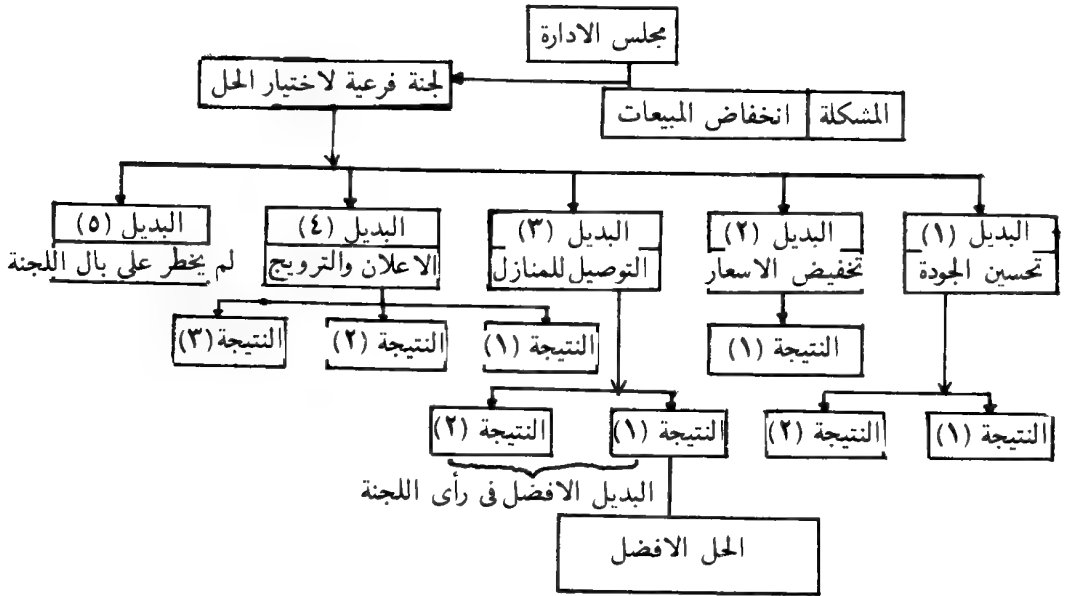 مجلس الادارة
لجنة فرعية لاختيار الحل
المشكلة انخفاض المبيعات
البديل (١)
تحسين الجودة
البديل (٢)
تخفيض الاسعار
البديل (٣)
التوصيل للمنازل
البديل (٤)
الاعلان والترويج
البديل (٥)
لم يخطر على بال اللجنة
النتيجة (١)
النتيجة (١)
النتيجة (٢)
النتيجة (٣)
النتيجة (١)
النتيجة (٢)
النتيجة (١)
النتيجة (٢)
البديل الافضل فى رأى اللجنة
الحل الافضل